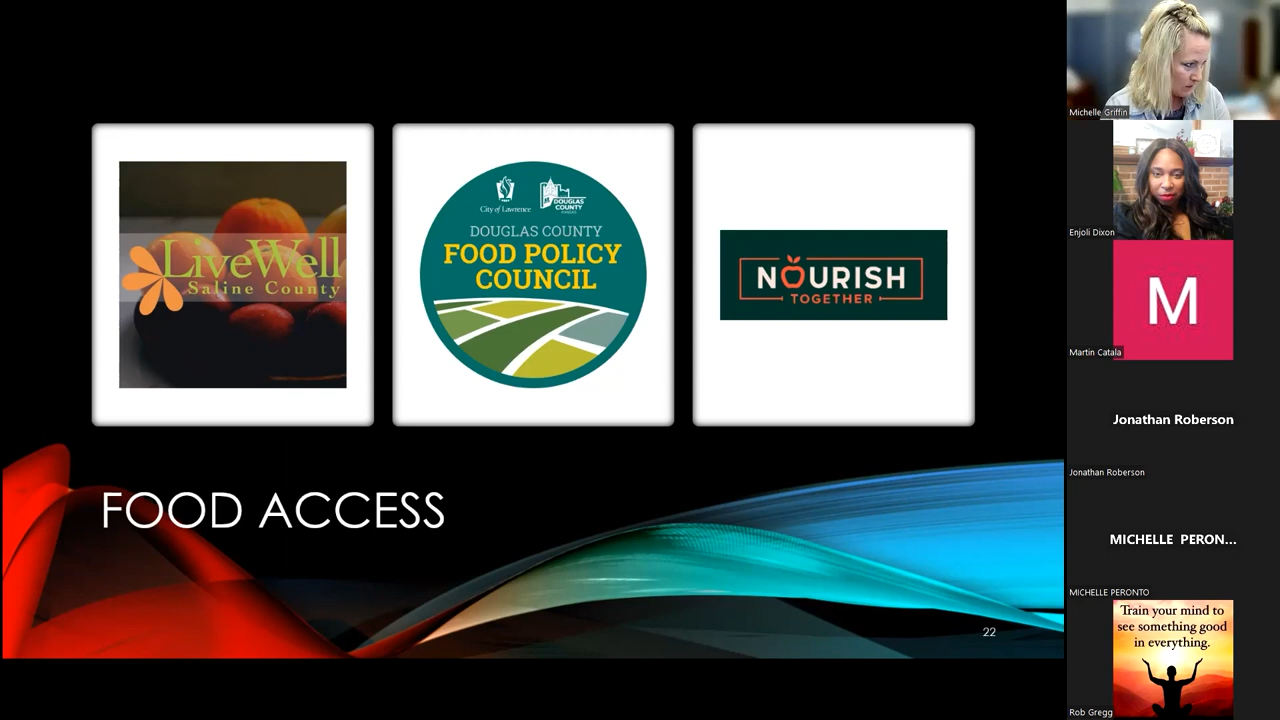 LiveWell
Saline County
City of Lawrence
DOUGLAS
COUNTY
KANSAS
DOUGLAS COUNTY
FOOD POLICY
COUNCIL
NOURISH
TOGETHER
FOOD ACCESS
22
Michelle Griffin
Enjoli Dixon
M
Martin Catala
Jonathan Roberson
Jonathan Roberson
MICHELLE PERON...
MICHELLE PERONTO
Train your mind to
see something good
in everything.
Rob Gregg